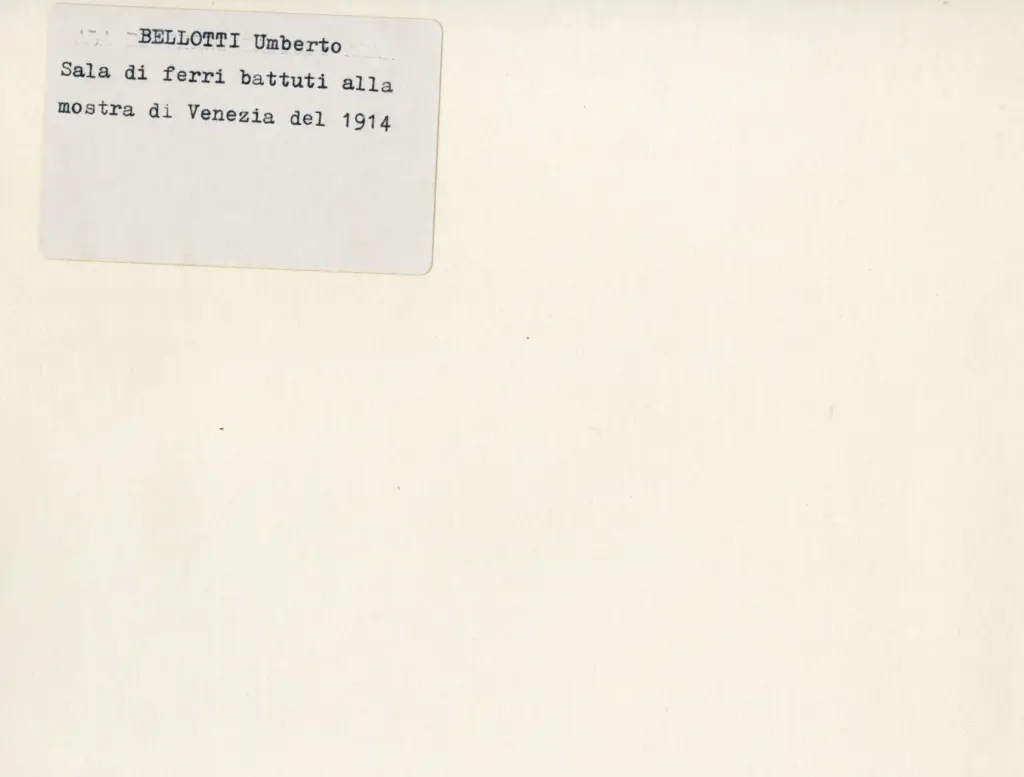 BELLOTTI Umberto
Sala di ferri battuti alla
mostra di Venezia del 1914